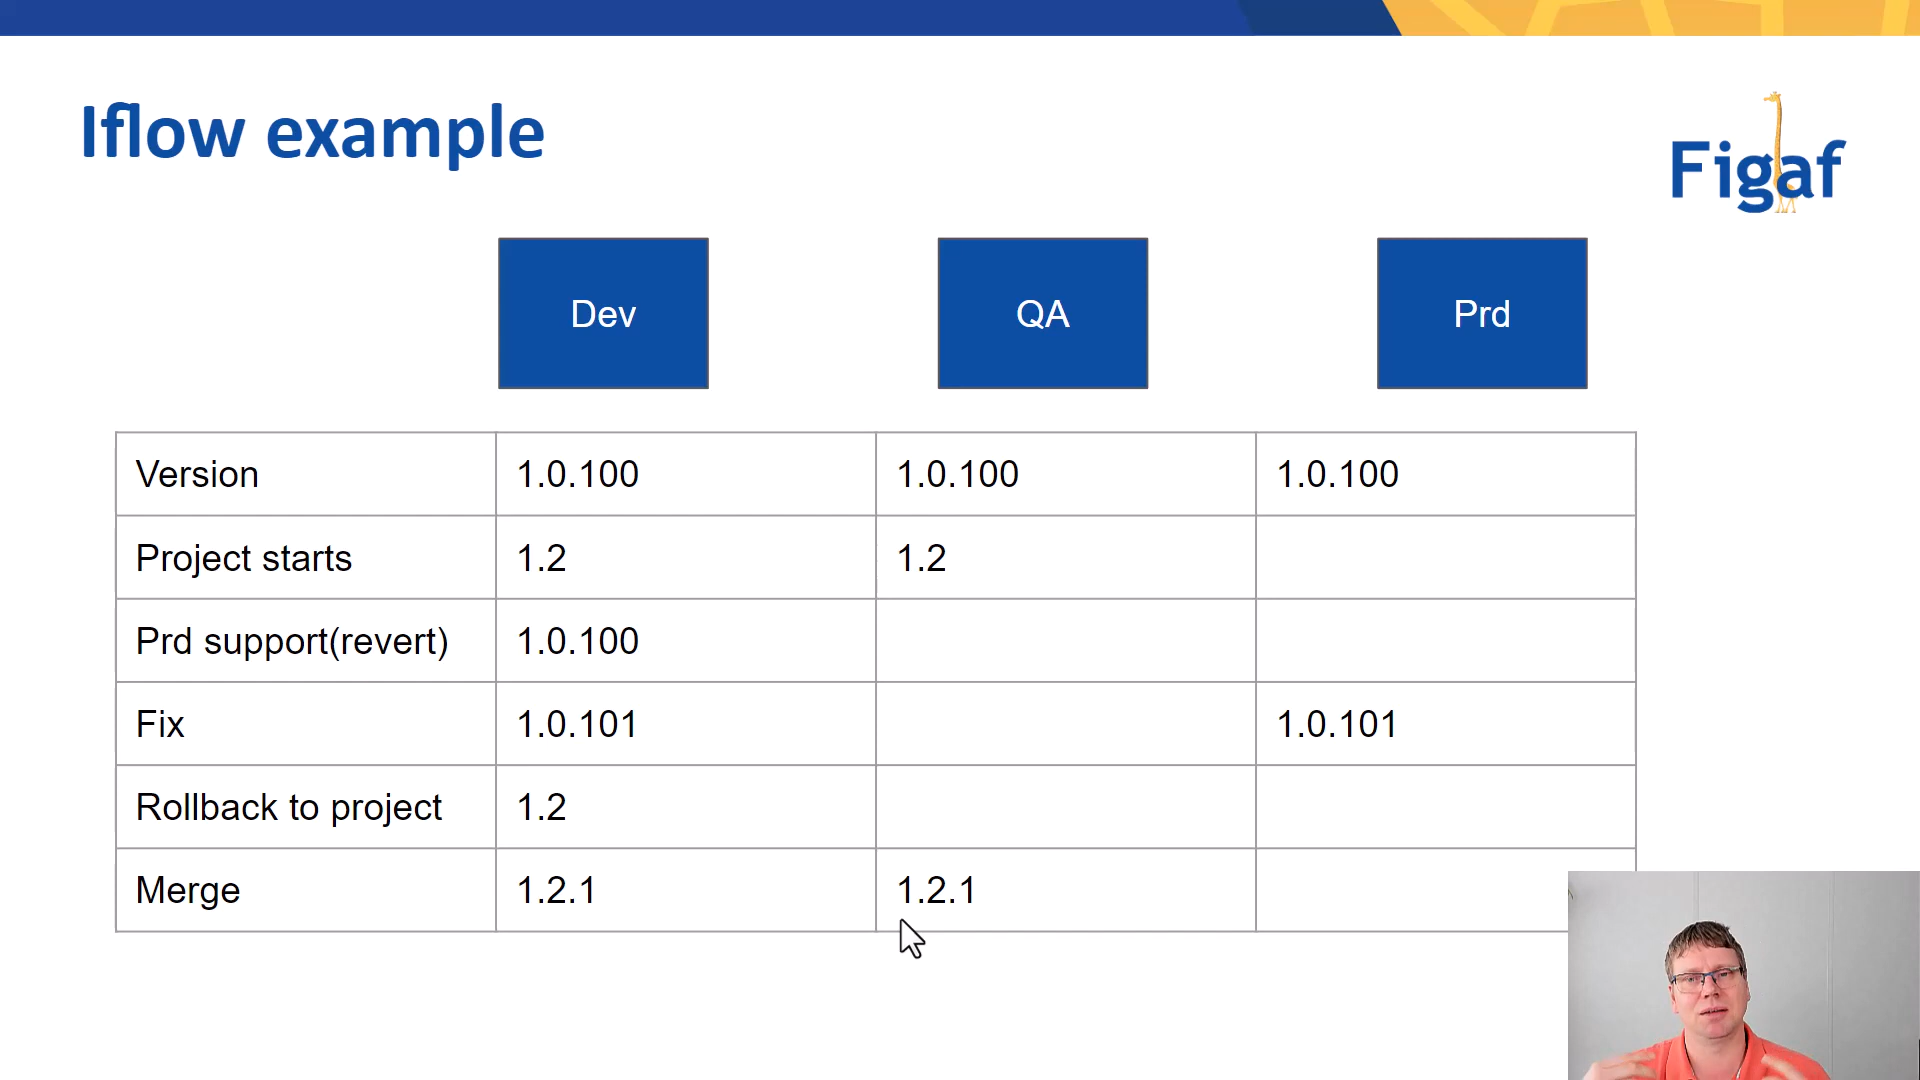 Iflow example
Figaf
Dev QA Prd
Version 1.0.100 1.0.100 1.0.100
Project starts 1.2 1.2
Prd support(revert) 1.0.100
Fix 1.0.101 1.0.101
Rollback to project 1.2
Merge 1.2.1 1.2.1